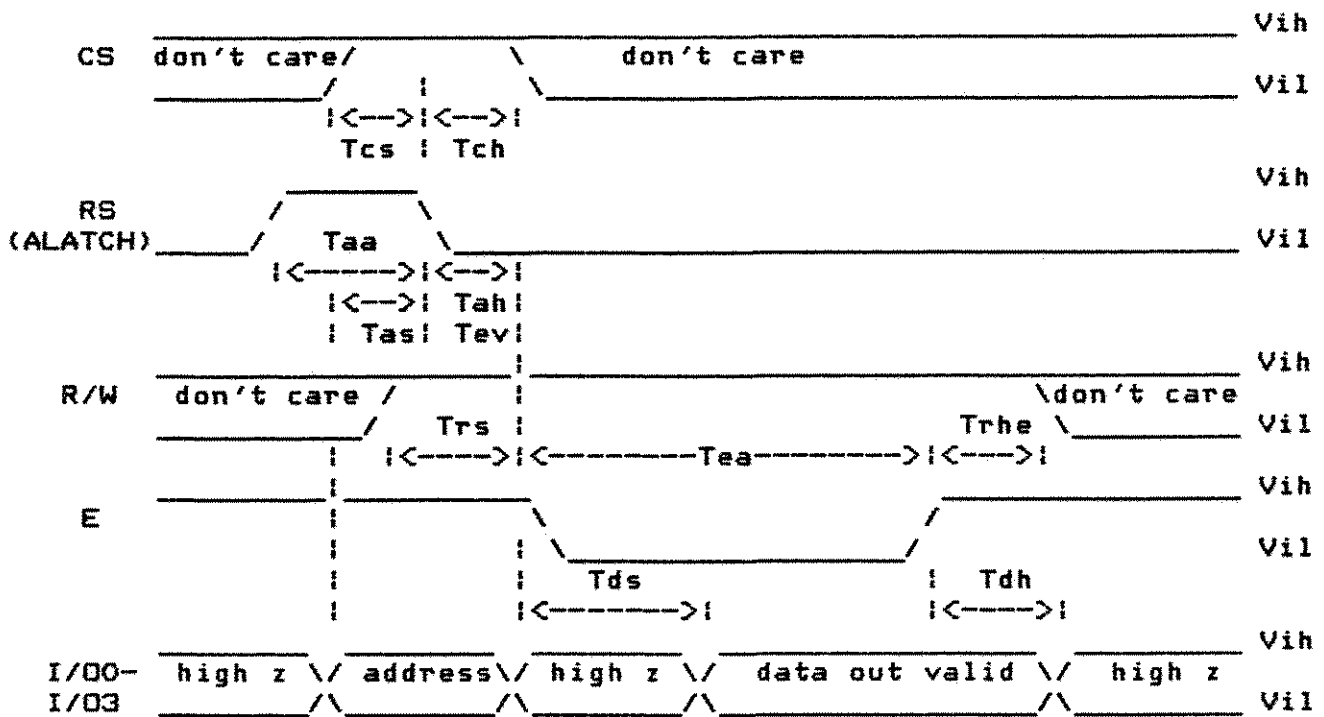 Vih
CS don't care don't care
Vil
Tcs Tch
Vih
RS
(ALATCH) Taa Vil
Tah
Tas Tev
Vih
R/W don't care don't care
Trs Trhe Vil
Tea
Vih
E
Vil
Tds Tdh
Vih
I/O0- high z address high z data out valid high z
I/O3 Vil